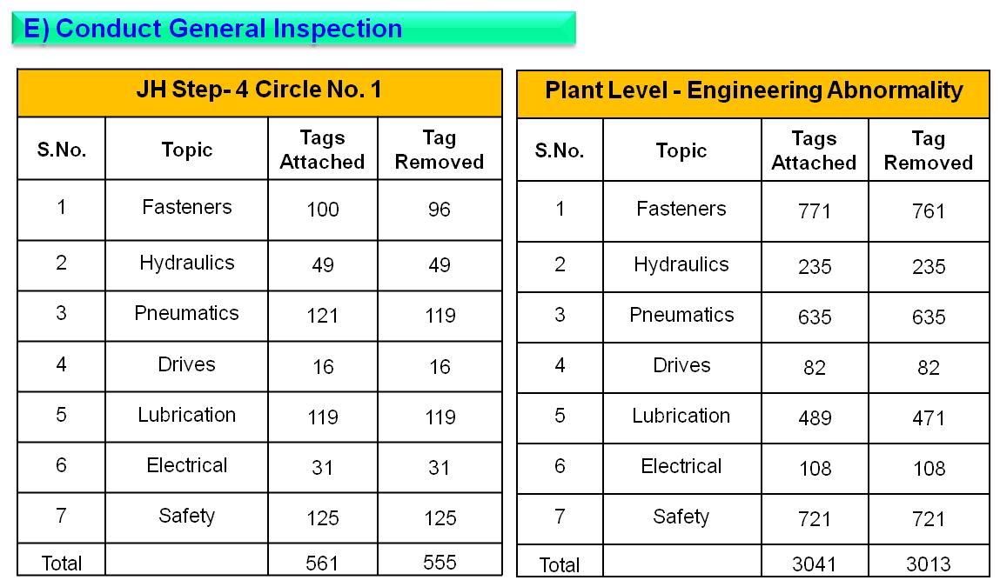 E) Conduct General Inspection
JH Step- 4 Circle No. 1
S.No. Topic Tags Attached Tag Removed
1 Fasteners 100 96
2 Hydraulics 49 49
3 Pneumatics 121 119
4 Drives 16 16
5 Lubrication 119 119
6 Electrical 31 31
7 Safety 125 125
Total 561 555
Plant Level - Engineering Abnormality
S.No. Topic Tags Attached Tag Removed
1 Fasteners 771 761
2 Hydraulics 235 235
3 Pneumatics 635 635
4 Drives 82 82
5 Lubrication 489 471
6 Electrical 108 108
7 Safety 721 721
Total 3041 3013